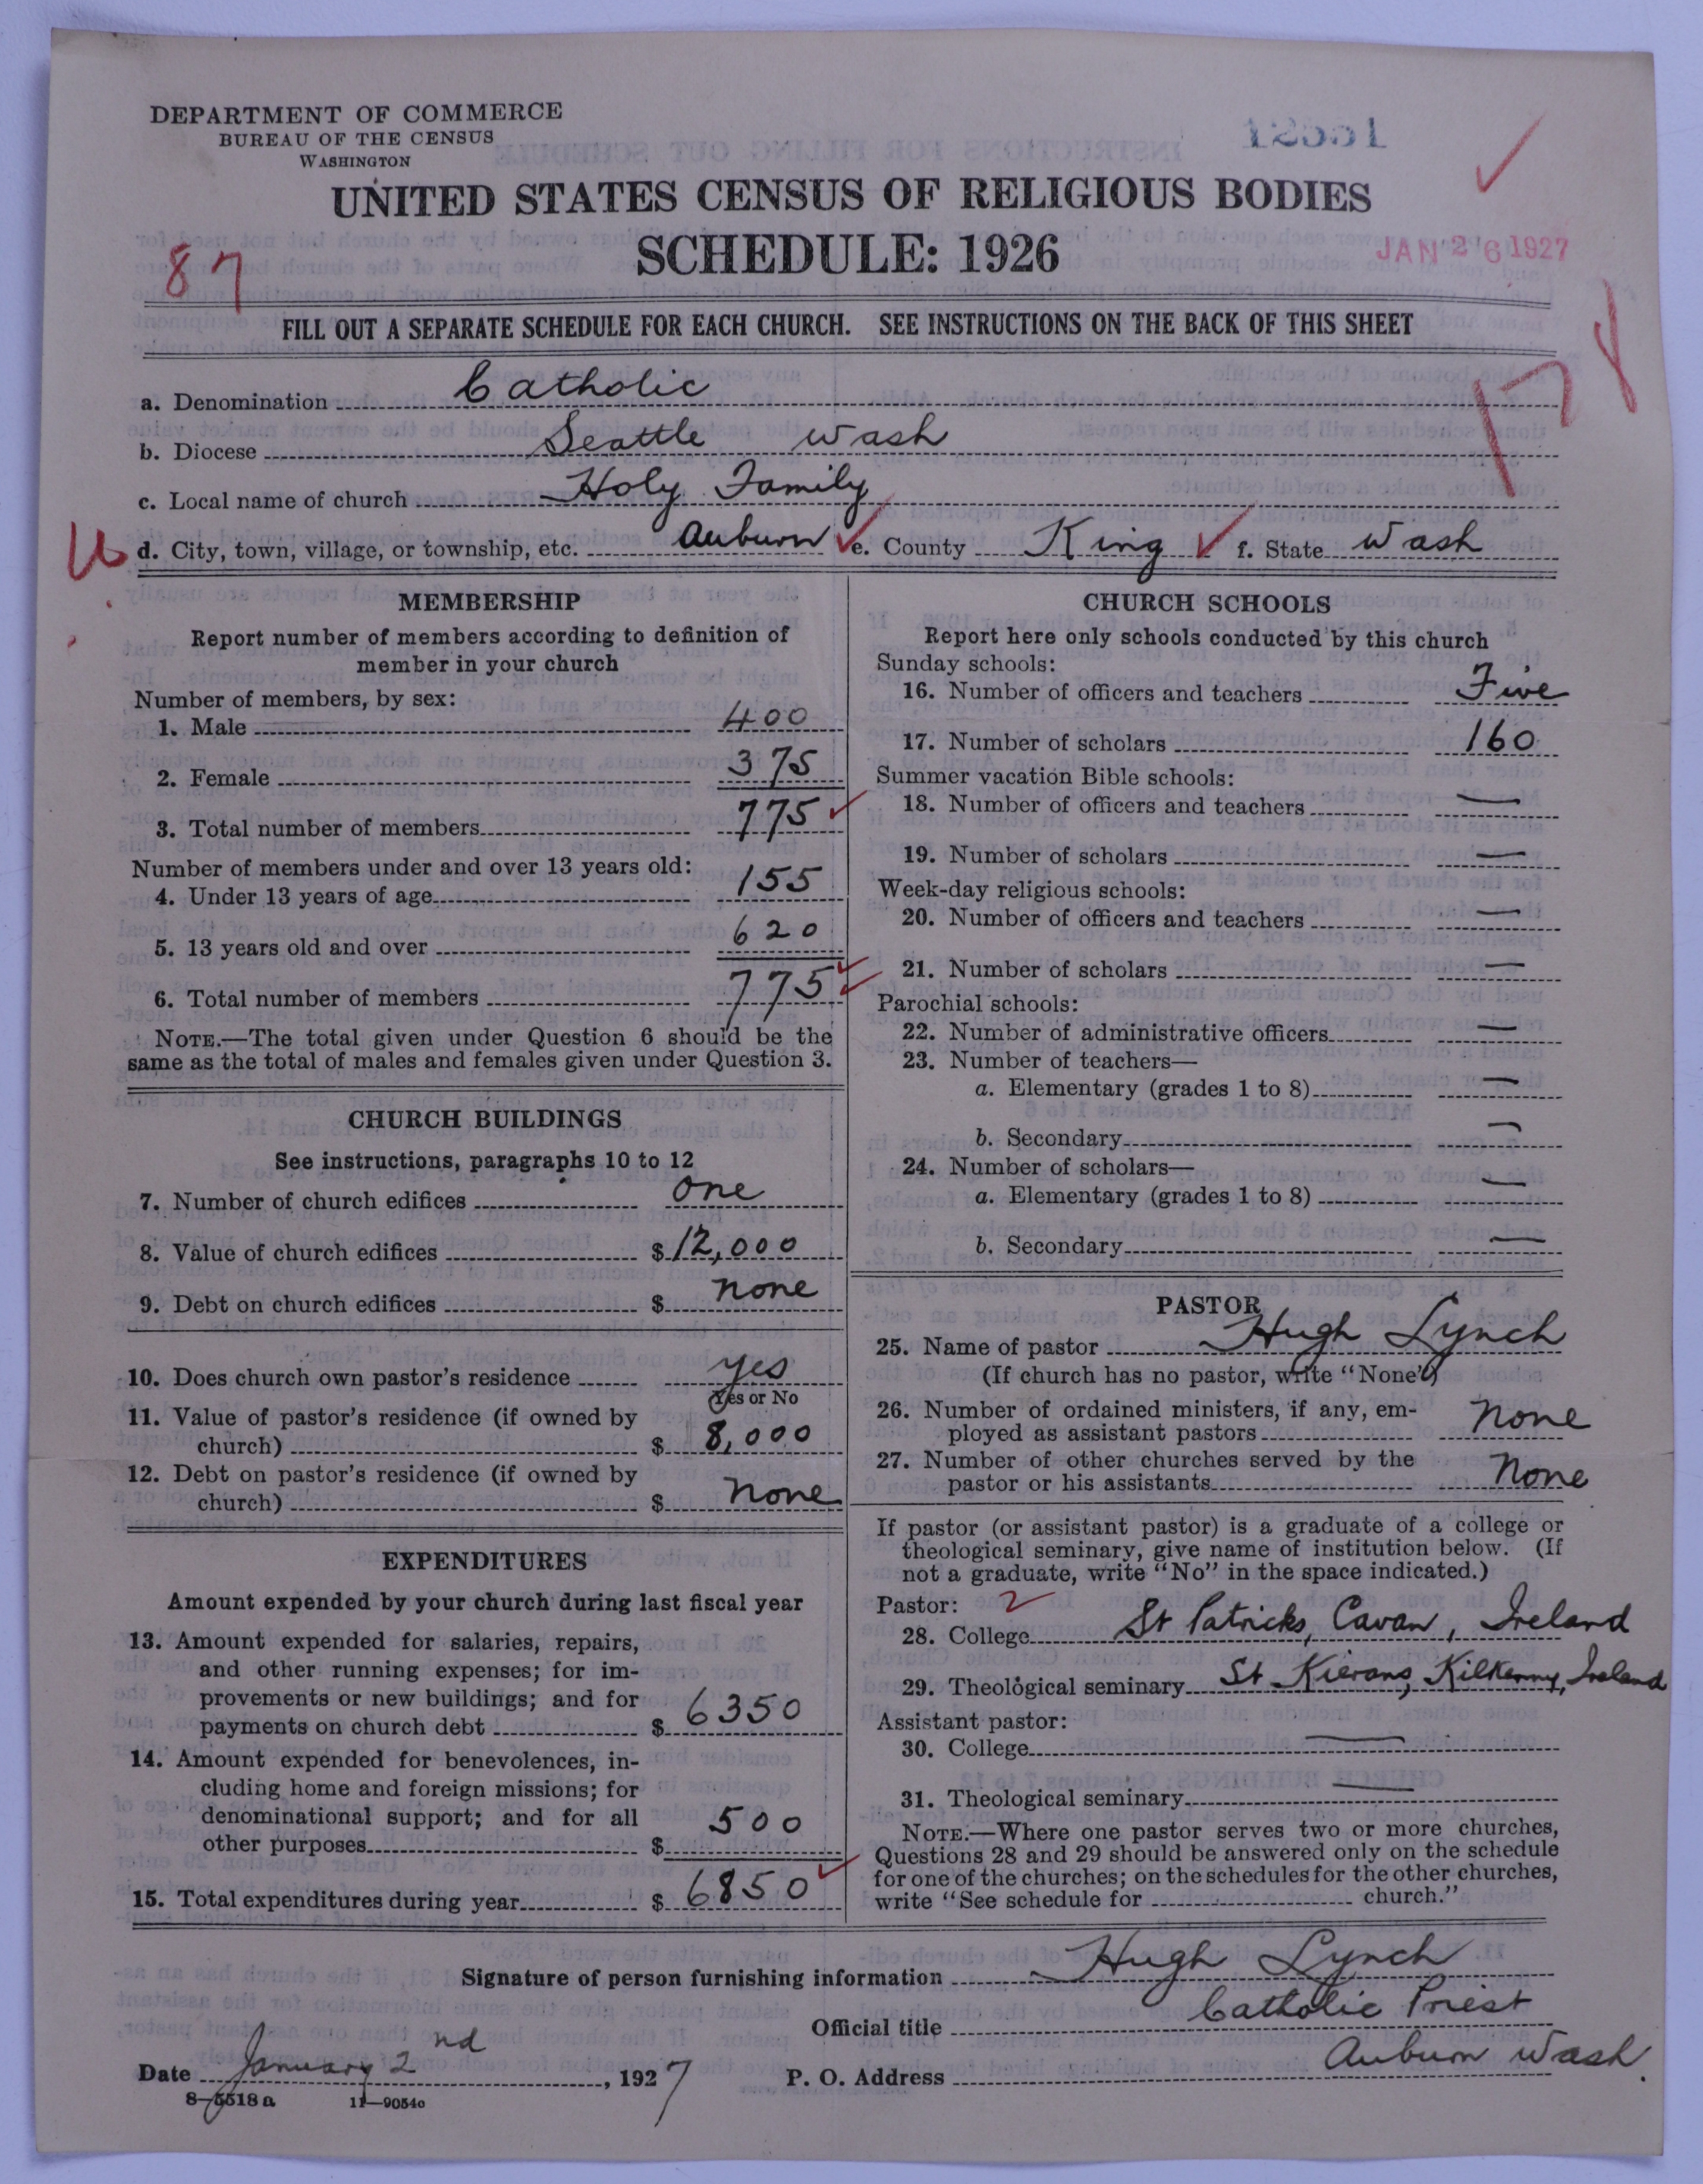 DEPARTMENT OF COMMERCE
BUREAU OF THE CENSUS
WASHINGTON
UNITED STATES CENSUS OF RELIGIOUS BODIES
SCHEDULE: 1926
JAN 26 1927
87
FILL OUT A SEPARATE SCHEDULE FOR EACH CHURCH. SEE INSTRUCTIONS ON THE BACK OF THIS SHEET
a. Denomination Catholic
b. Diocese Seattle Wash
c. Local name of church Holy Family
d. City, town, village, or township, etc. Auburn e. County King f. State Wash
MEMBERSHIP
Report number of members according to definition of
member in your church
Number of members, by sex:
1. Male 400
2. Female 375
3. Total number of members 775
Number of members under and over 13 years old:
4. Under 13 years of age 155
5. 13 years old and over 620
6. Total number of members 775
NOTE.—The total given under Question 6 should be the
same as the total of males and females given under Question 3.
CHURCH BUILDINGS
See instructions, paragraphs 10 to 12
7. Number of church edifices one
8. Value of church edifices $ 12,000
9. Debt on church edifices $ none
10. Does church own pastor's residence yes
Yes or No
11. Value of pastor's residence (if owned by
church) $ 8,000
12. Debt on pastor's residence (if owned by
church) $ none
EXPENDITURES
Amount expended by your church during last fiscal year
13. Amount expended for salaries, repairs,
and other running expenses; for im-
provements or new buildings; and for
payments on church debt $ 6350
14. Amount expended for benevolences, in-
cluding home and foreign missions; for
denominational support; and for all
other purposes $ 500
15. Total expenditures during year $ 6850
CHURCH SCHOOLS
Report here only schools conducted by this church
Sunday schools:
16. Number of officers and teachers Five
17. Number of scholars 160
Summer vacation Bible schools:
18. Number of officers and teachers —
19. Number of scholars —
Week-day religious schools:
20. Number of officers and teachers —
21. Number of scholars —
Parochial schools:
22. Number of administrative officers —
23. Number of teachers—
a. Elementary (grades 1 to 8) —
b. Secondary —
24. Number of scholars—
a. Elementary (grades 1 to 8) —
b. Secondary —
PASTOR
25. Name of pastor Hugh Lynch
(If church has no pastor, write "None")
26. Number of ordained ministers, if any, em-
ployed as assistant pastors none
27. Number of other churches served by the
pastor or his assistants none
If pastor (or assistant pastor) is a graduate of a college or
theological seminary, give name of institution below. (If
not a graduate, write "No" in the space indicated.)
Pastor: 2
28. College St Patricks, Cavan, Ireland
29. Theological seminary St Kierans, Kilkenny, Ireland
Assistant pastor:
30. College —
31. Theological seminary —
NOTE.—Where one pastor serves two or more churches,
Questions 28 and 29 should be answered only on the schedule
for one of the churches; on the schedules for the other churches,
write "See schedule for church."
Signature of person furnishing information Hugh Lynch
Official title Catholic Priest
Date January 2nd, 1927 P. O. Address Auburn Wash.
8-5518a 11-9054o